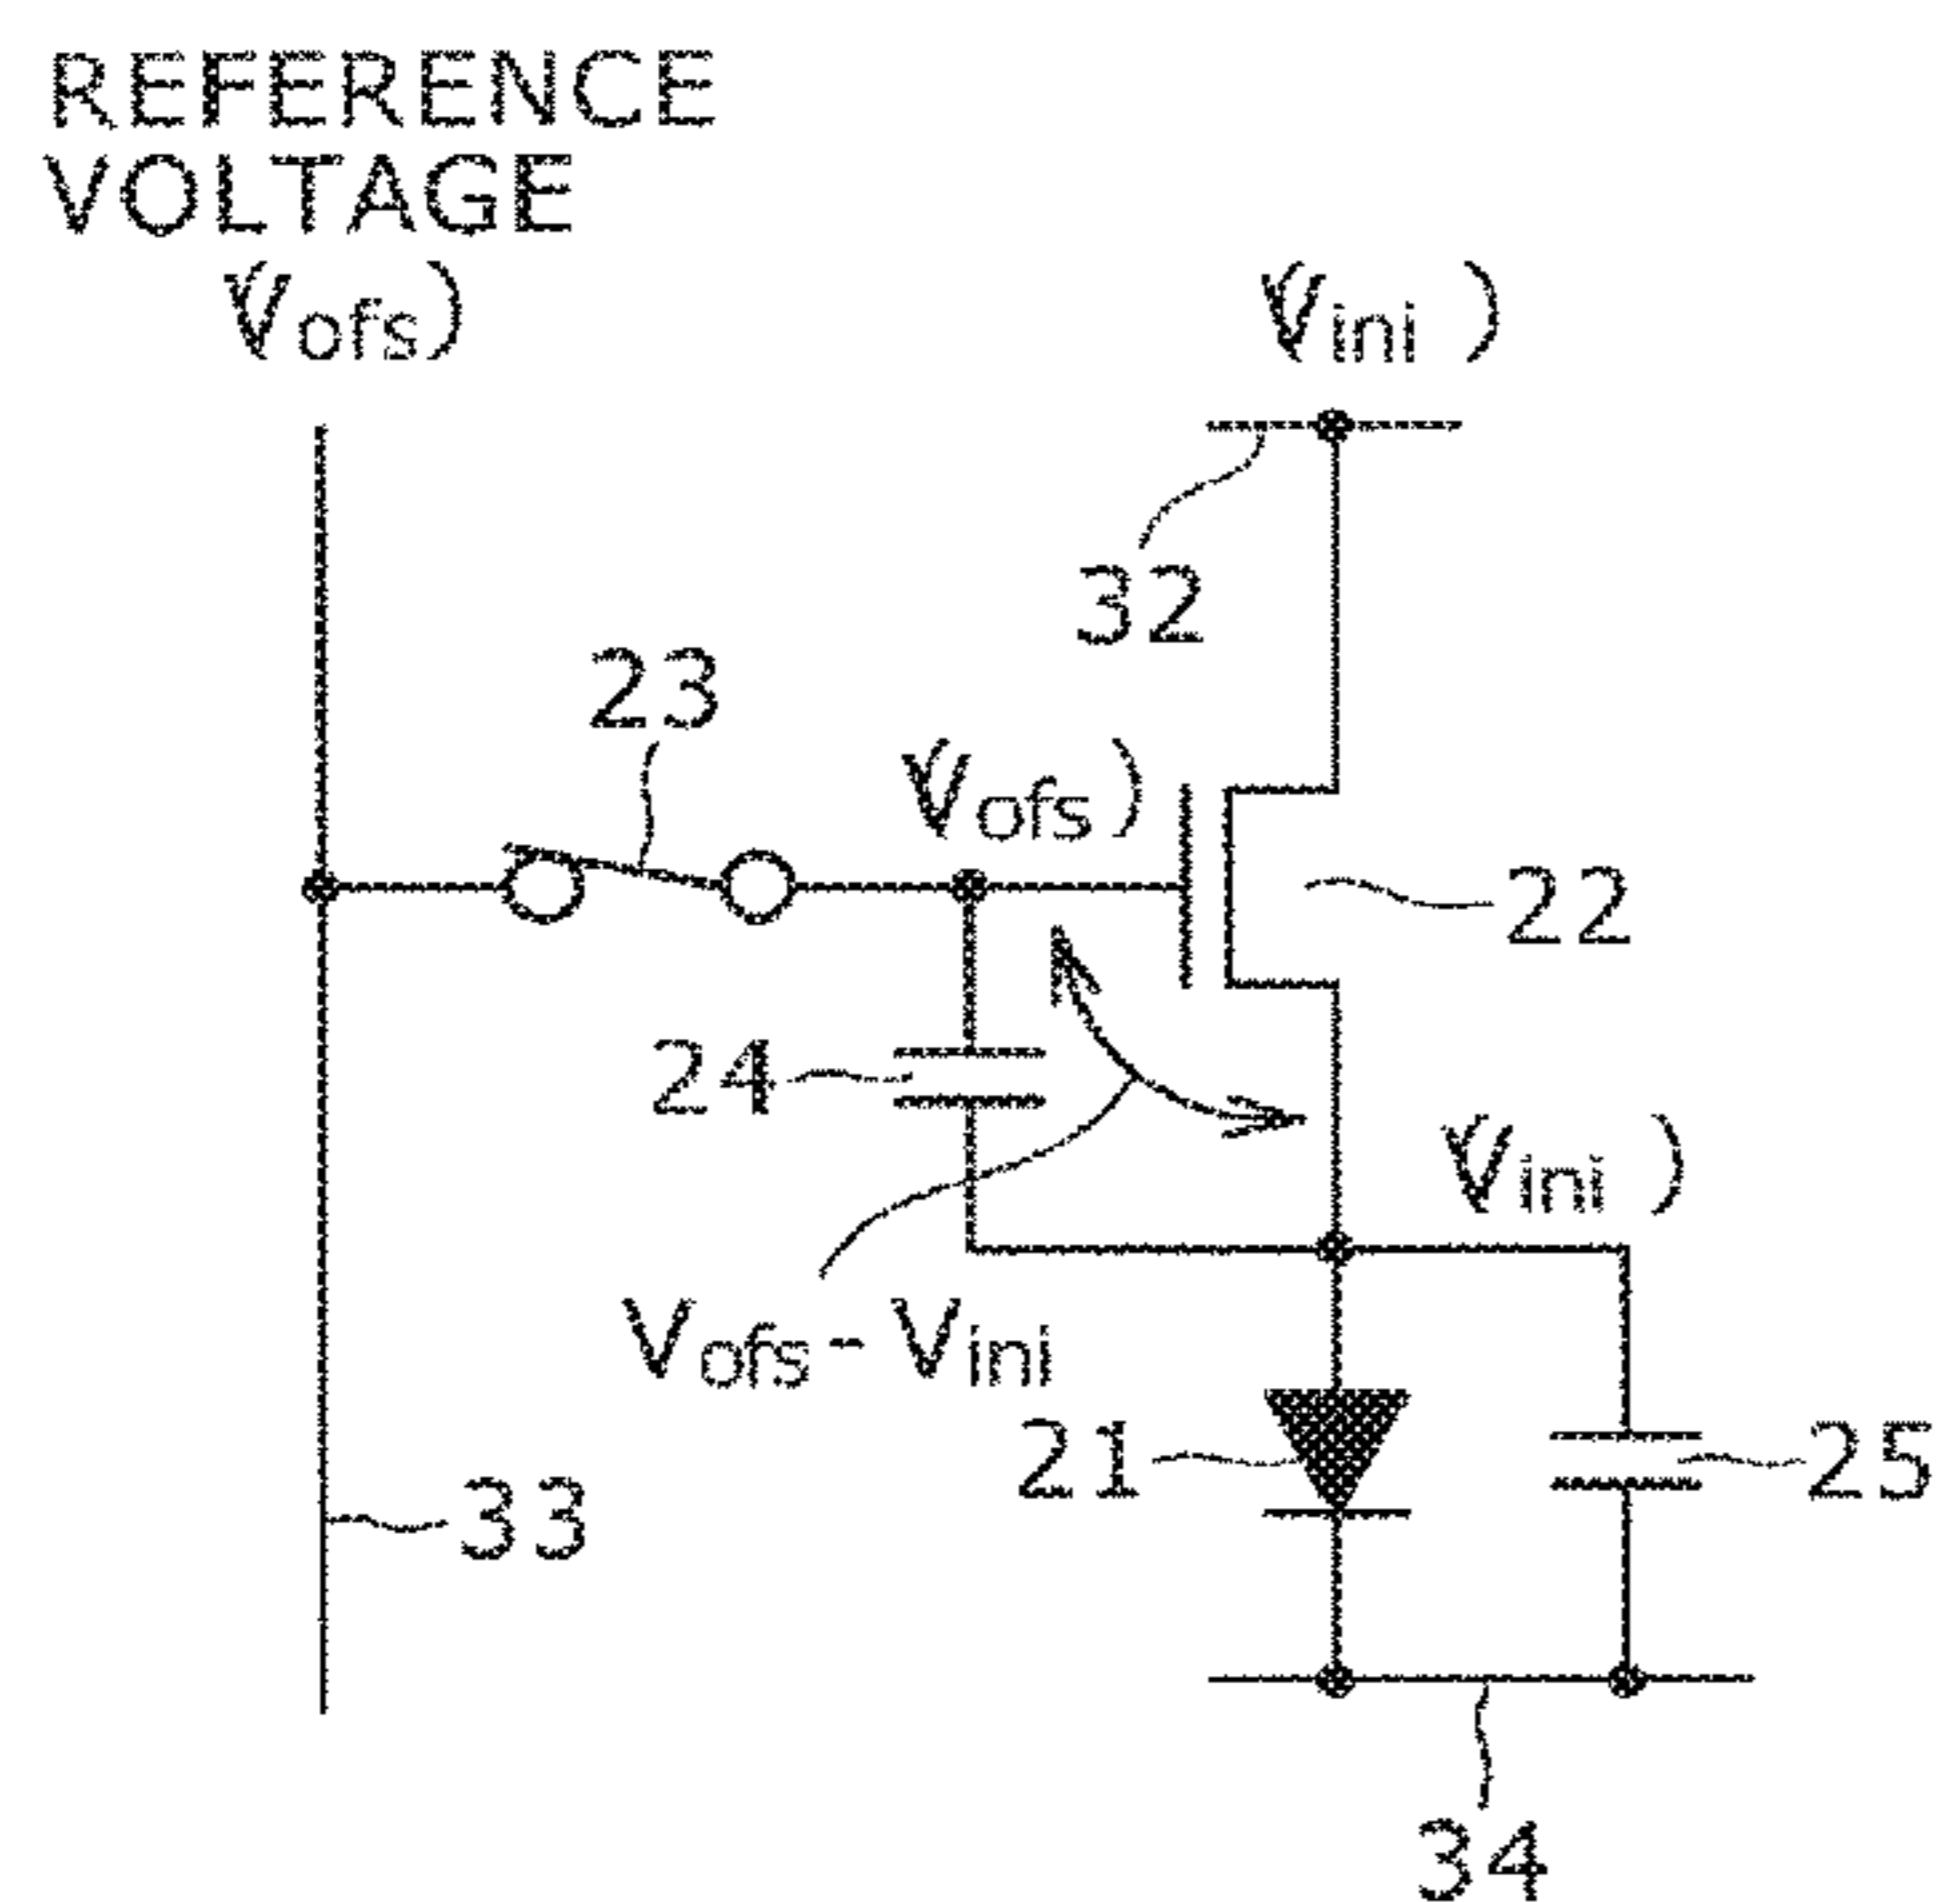 REFERENCE
VOLTAGE
(Vofs)
(Vini)
32
23
(Vofs)
22
24
(Vini)
Vofs - Vini
21
25
33
34